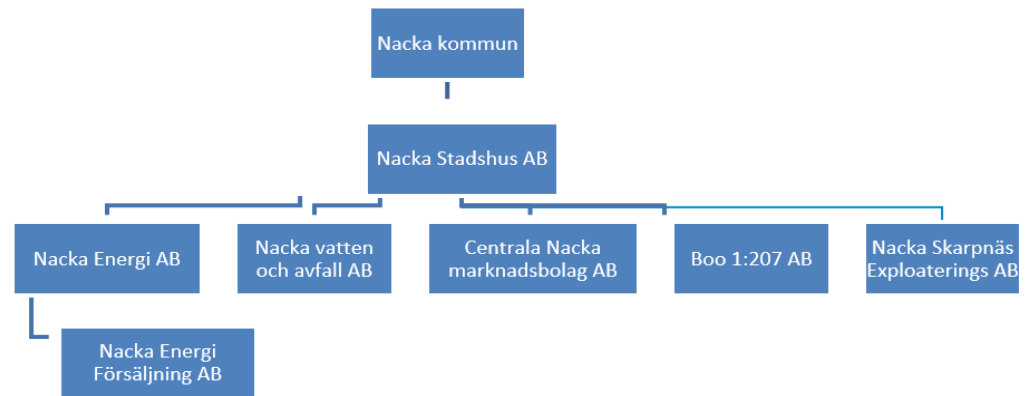 Nacka kommun
Nacka Stadshus AB
Nacka Energi AB
Nacka vatten
och avfall AB
Centrala Nacka
marknadsbolag AB
Boo 1:207 AB
Nacka Skarpnäs
Exploaterings AB
Nacka Energi
Försäljning AB